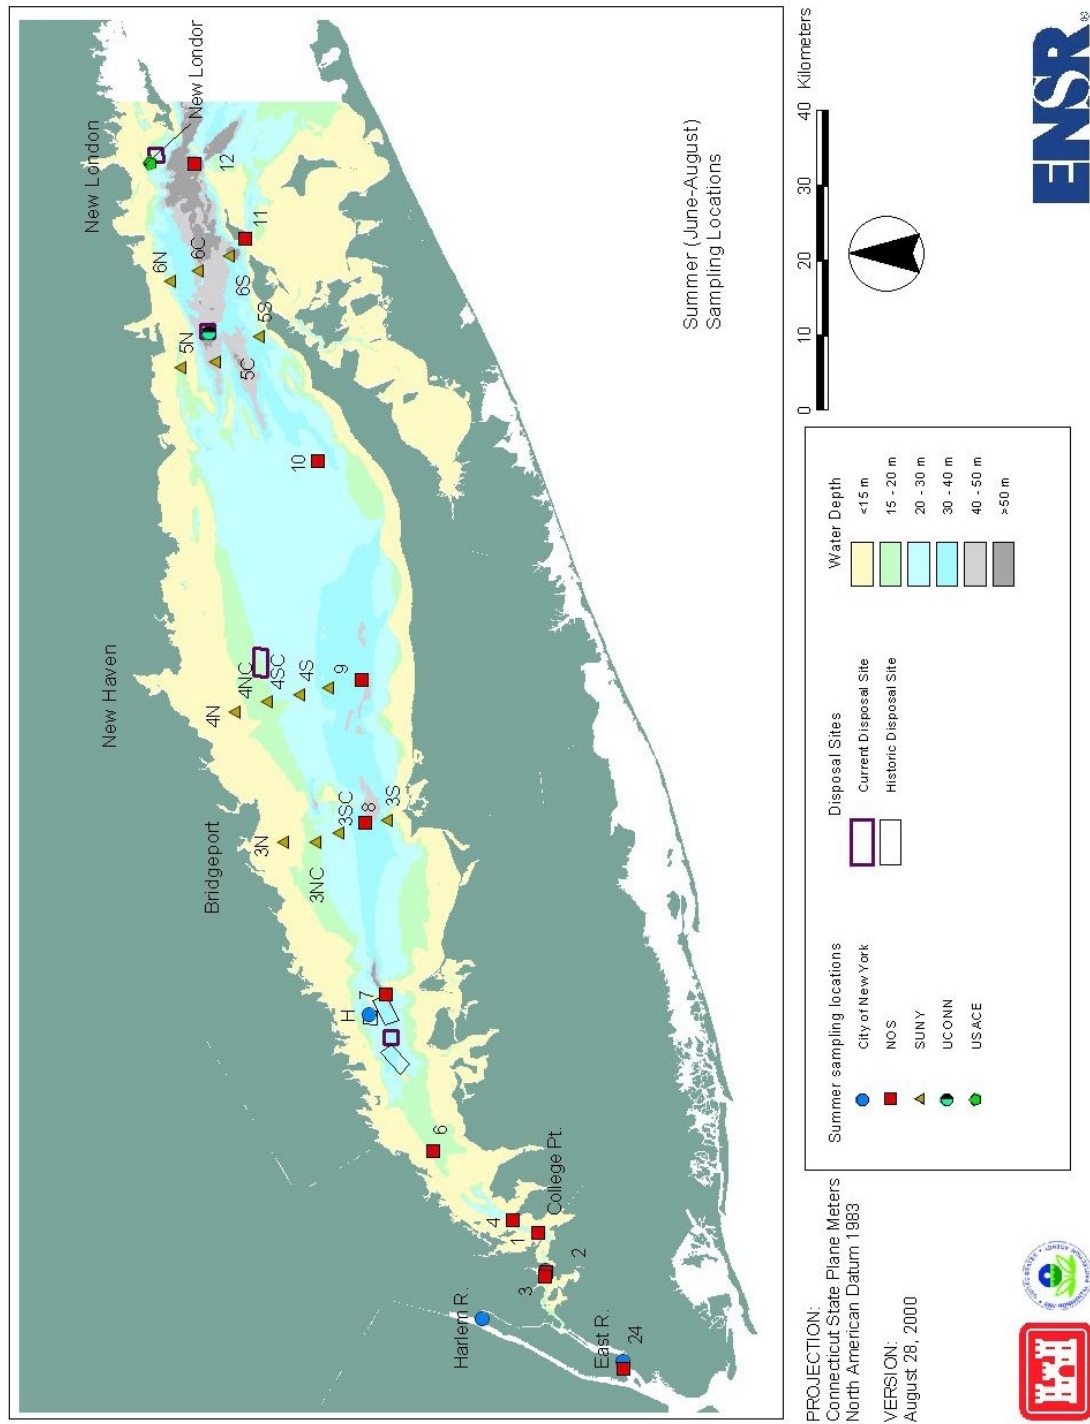 New London
New Londor
12
11
6N
6C
6S
5N
5C
5S
10
New Haven
4N
4NC
4SC
4S
9
Bridgeport
3N
3NC
3SC
8
3S
H
7
6
College Pt.
4
1
2
3
Harlem R.
East R.
24
Summer (June-August)
Sampling Locations
PROJECTION:
Connecticut State Plane Meters
North American Datum 1983
VERSION:
August 28, 2000
Summer sampling locations
City of New York
NOS
SUNY
UCONN
USACE
Disposal Sites
Current Disposal Site
Historic Disposal Site
Water Depth
<15 m
15 - 20 m
20 - 30 m
30 - 40 m
40 - 50 m
>50 m
0 10 20 30 40 Kilometers
ENSR®